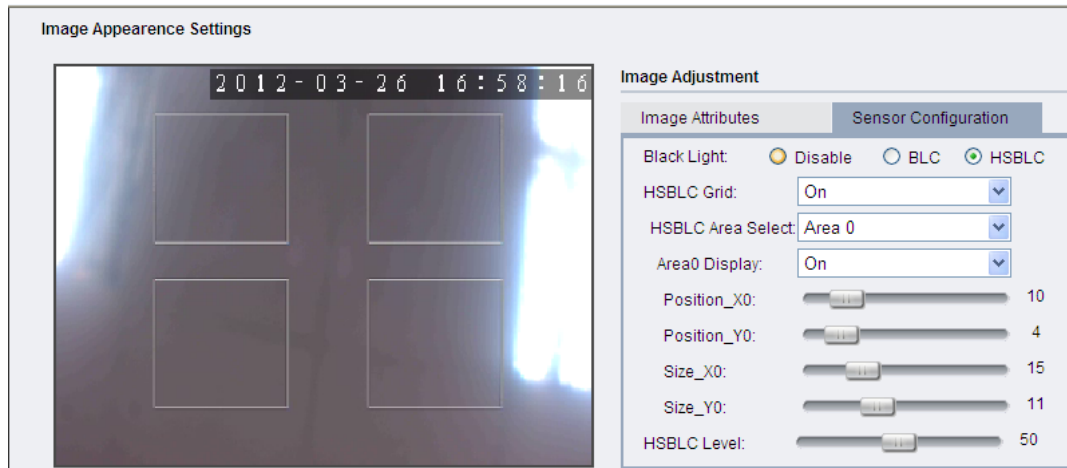 Image Appearence Settings
2012-03-26 16:58:16
Image Adjustment
Image Attributes Sensor Configuration
Black Light: Disable BLC HSBLC
HSBLC Grid: On
HSBLC Area Select: Area 0
Area0 Display: On
Position_X0: 10
Position_Y0: 4
Size_X0: 15
Size_Y0: 11
HSBLC Level: 50